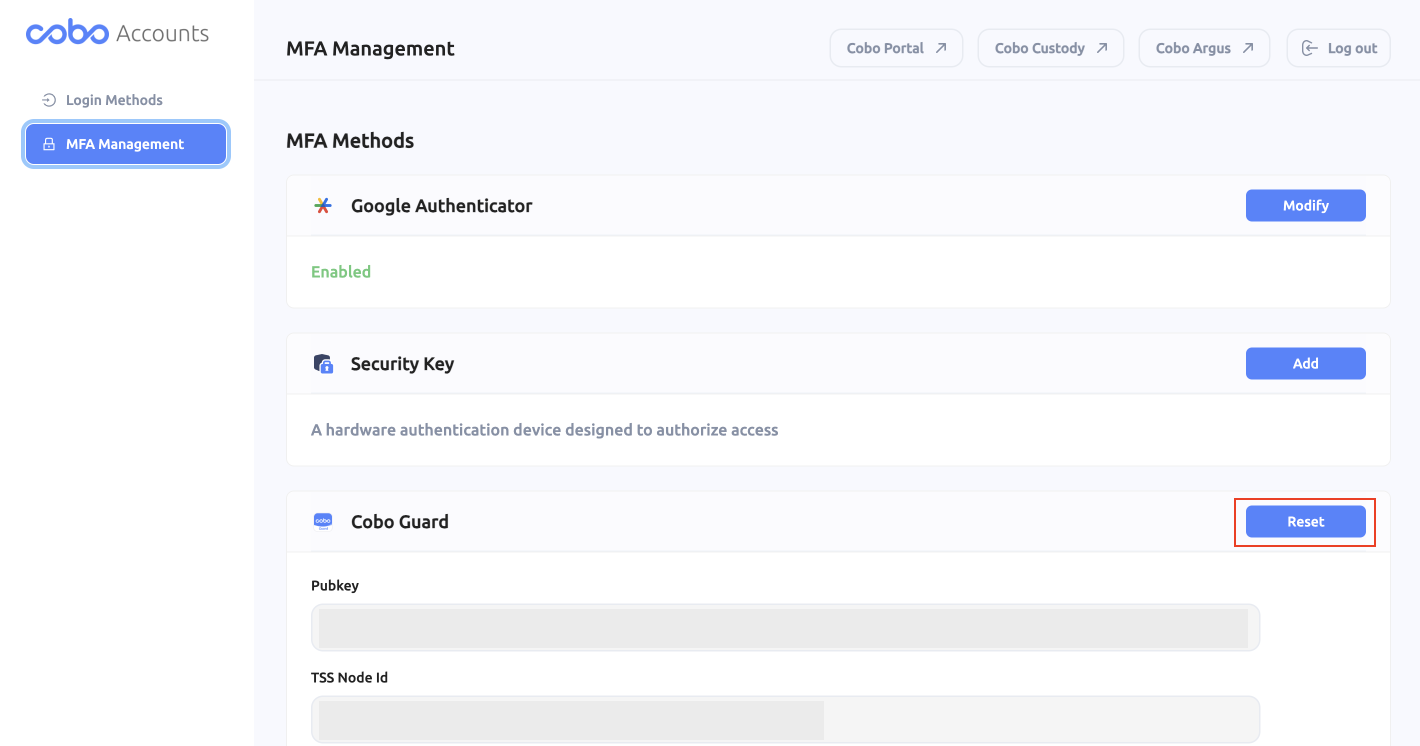 cobo Accounts
Login Methods
MFA Management
MFA Management
Cobo Portal
Cobo Custody
Cobo Argus
Log out
MFA Methods
Google Authenticator
Modify
Enabled
Security Key
Add
A hardware authentication device designed to authorize access
cobo
Cobo Guard
Reset
Pubkey
TSS Node Id